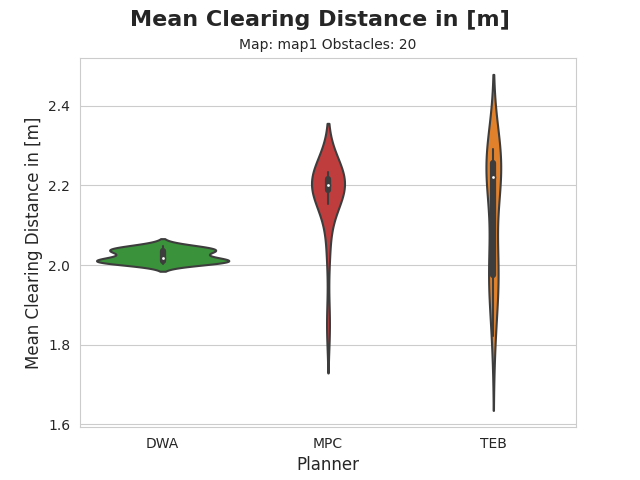 Mean Clearing Distance in [m]
Map: map1 Obstacles: 20
Mean Clearing Distance in [m]
2.4
2.2
2.0
1.8
1.6
DWA
MPC
TEB
Planner